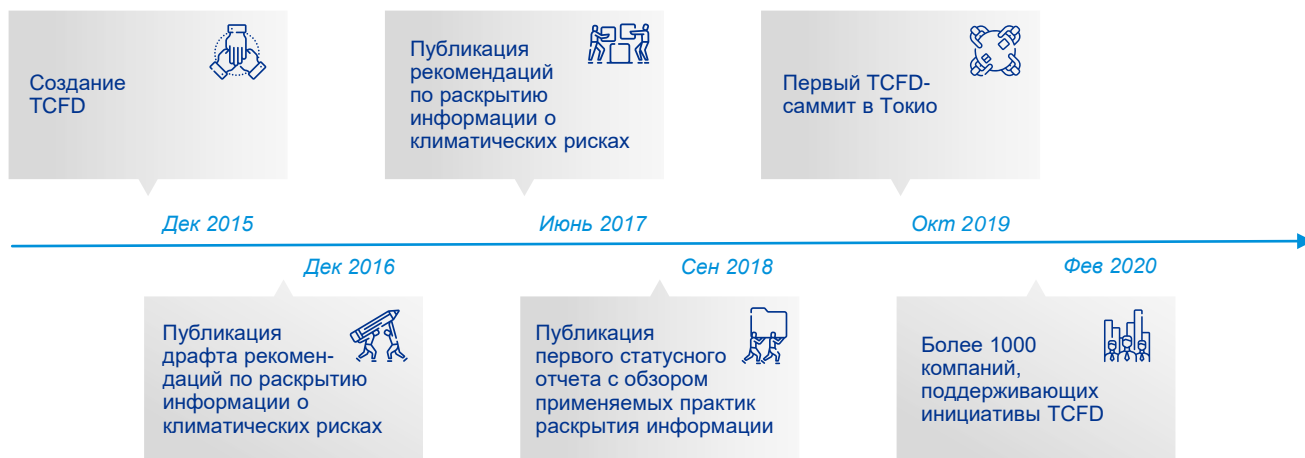 Создание
TCFD
Публикация
рекомендаций
по раскрытию
информации о
климатических рисках
Первый TCFD-
саммит в Токио
Дек 2015
Июнь 2017
Окт 2019
Дек 2016
Сен 2018
Фев 2020
Публикация
драфта рекомен-
даций по раскрытию
информации о
климатических рисках
Публикация
первого статусного
отчета с обзором
применяемых практик
раскрытия информации
Более 1000
компаний,
поддерживающих
инициативы TCFD